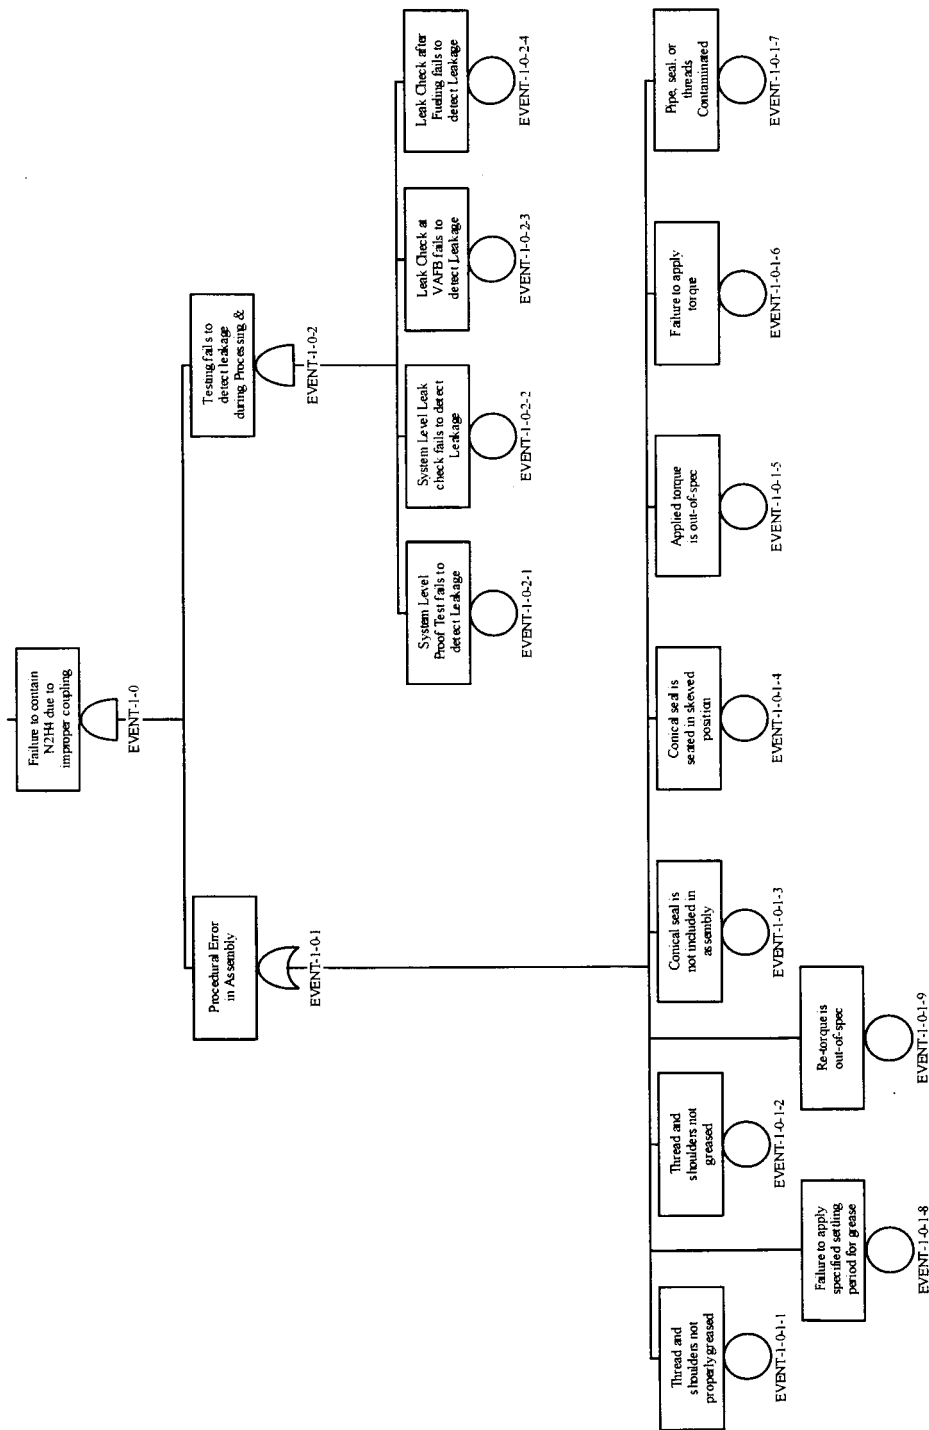 Failure to contain
N2H4 due to
improper coupling
EVENT-1-0
Procedural Error
in Assembly
EVENT-1-0-1
Testing fails to
detect leakage
during Processing &
EVENT-1-0-2
System Level
Proof Test fails to
detect Leakage
EVENT-1-0-2-1
System Level Leak
check fails to detect
Leakage
EVENT-1-0-2-2
Leak Check at
VAFB fails to
detect Leakage
EVENT-1-0-2-3
Leak Check after
Fueling fails to
detect Leakage
EVENT-1-0-2-4
Thread and
shoulders not
properly greased
EVENT-1-0-1-1
Thread and
shoulders not
greased
EVENT-1-0-1-2
Conical seal is
not included in
assembly
EVENT-1-0-1-3
Conical seal is
seated in skewed
position
EVENT-1-0-1-4
Applied torque
is out-of-spec
EVENT-1-0-1-5
Failure to apply
torque
EVENT-1-0-1-6
Pipe, seal, or
threads
Contaminated
EVENT-1-0-1-7
Failure to apply
specified settling
period for grease
EVENT-1-0-1-8
Re-torque is
out-of-spec
EVENT-1-0-1-9